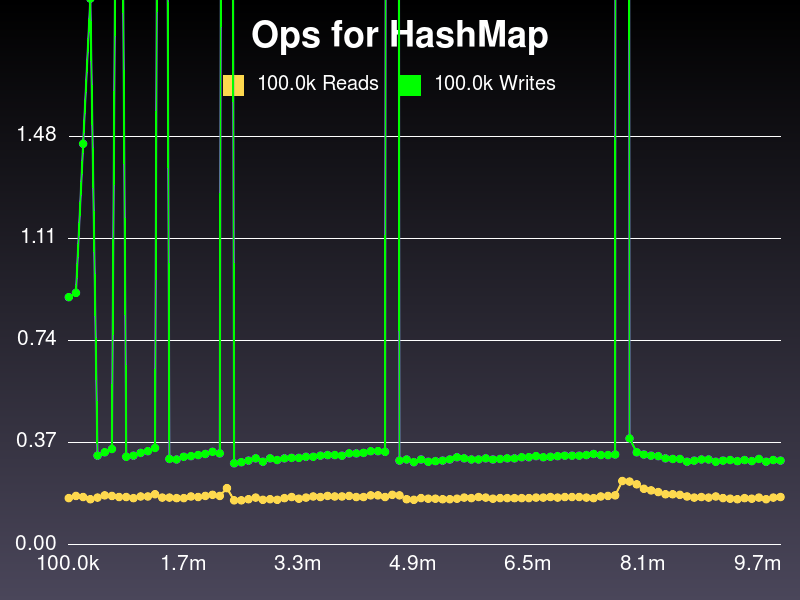 Ops for HashMap
100.0k Reads 100.0k Writes
1.48
1.11
0.74
0.37
0.00
100.0k 1.7m 3.3m 4.9m 6.5m 8.1m 9.7m